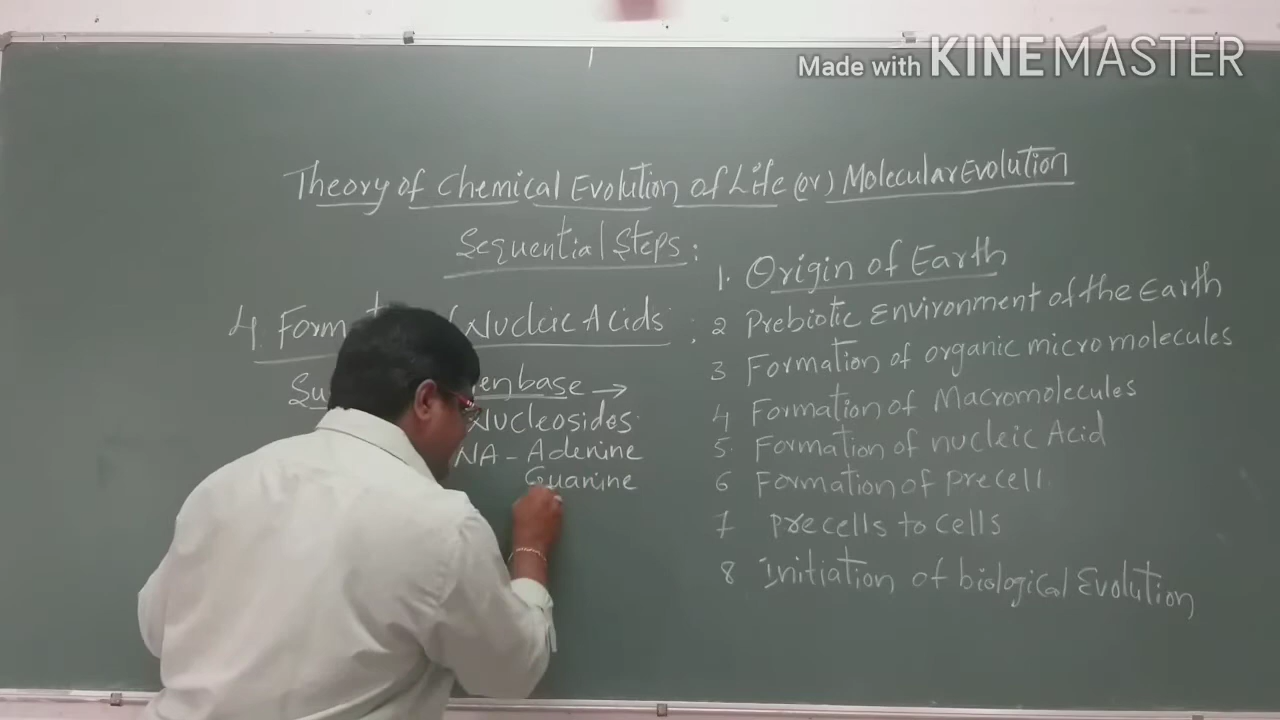 Made with KINEMASTER
Theory of Chemical Evolution of Life (or) Molecular Evolution
Sequential Steps :
4 Form Nucleic Acids :
Su enbase →
Nucleosides
NA - Adenine
Guanine
1. Origin of Earth
2 Prebiotic Environment of the Earth
3 Formation of organic micro molecules
4 Formation of Macromolecules
5. Formation of nucleic Acid
6 Formation of precell
7 precells to cells
8 Initiation of biological Evolution